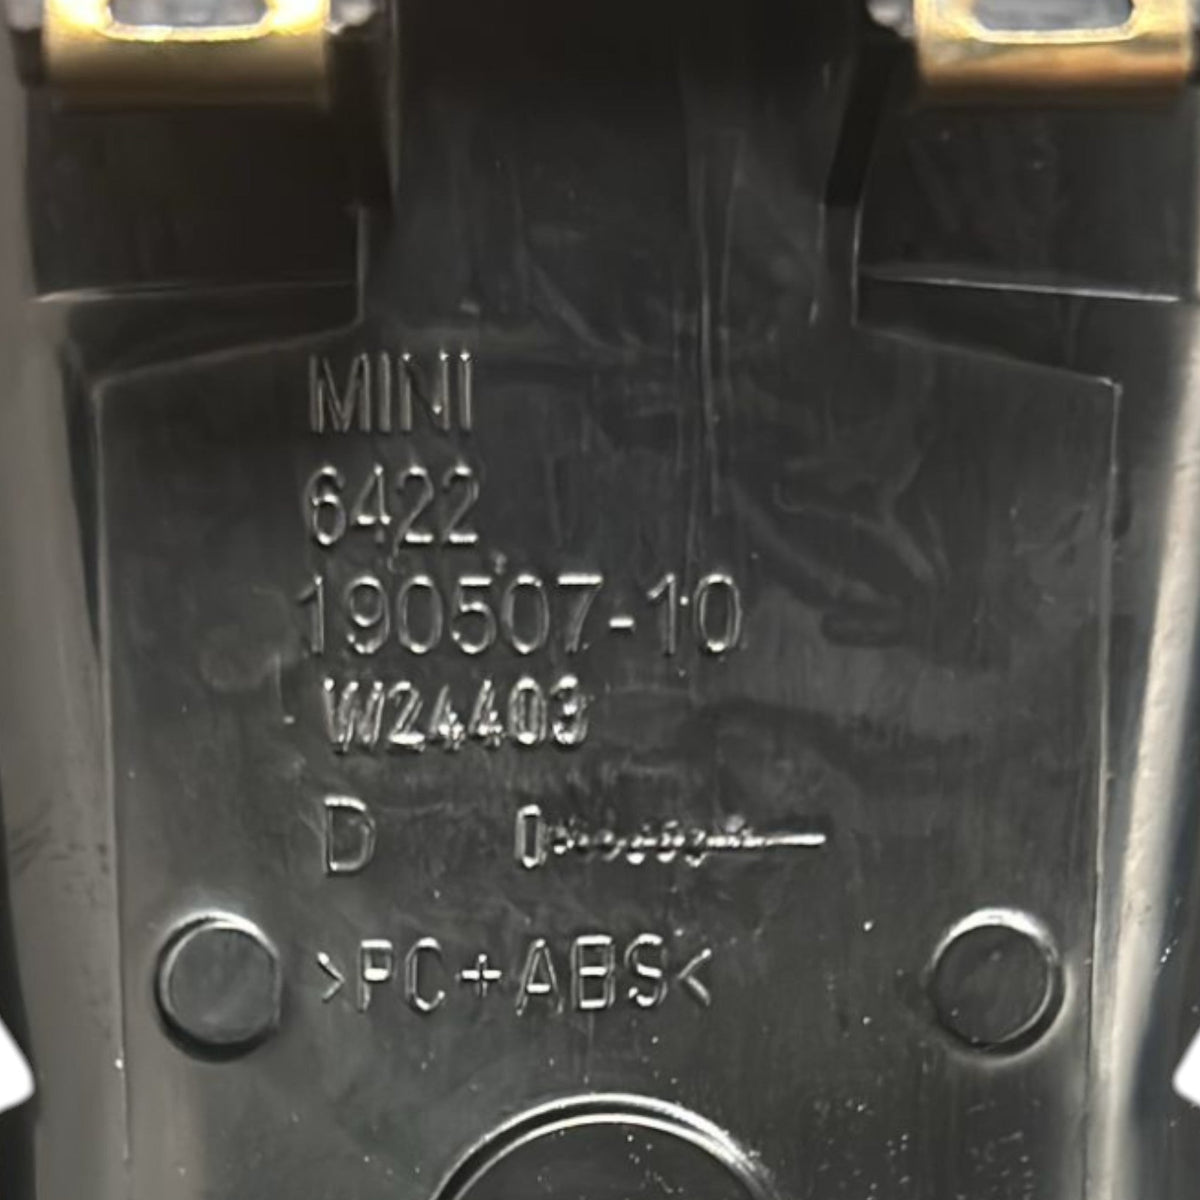 MINI
6422
190507-10
W24403
D
>PC+ABS<